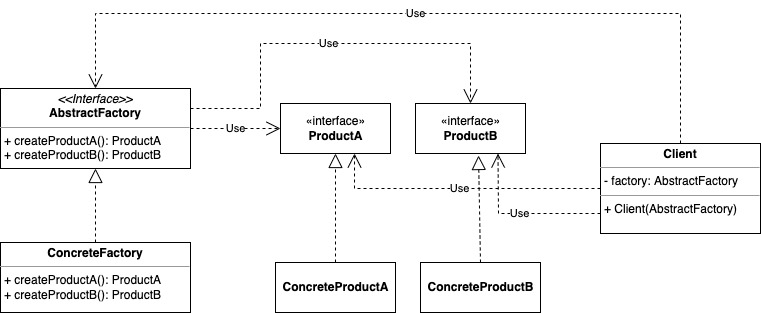 Use
Use
<<Interface>>
AbstractFactory
+ createProductA(): ProductA
+ createProductB(): ProductB
Use
«interface»
ProductA
«interface»
ProductB
Client
- factory: AbstractFactory
+ Client(AbstractFactory)
Use
Use
ConcreteFactory
+ createProductA(): ProductA
+ createProductB(): ProductB
ConcreteProductA
ConcreteProductB